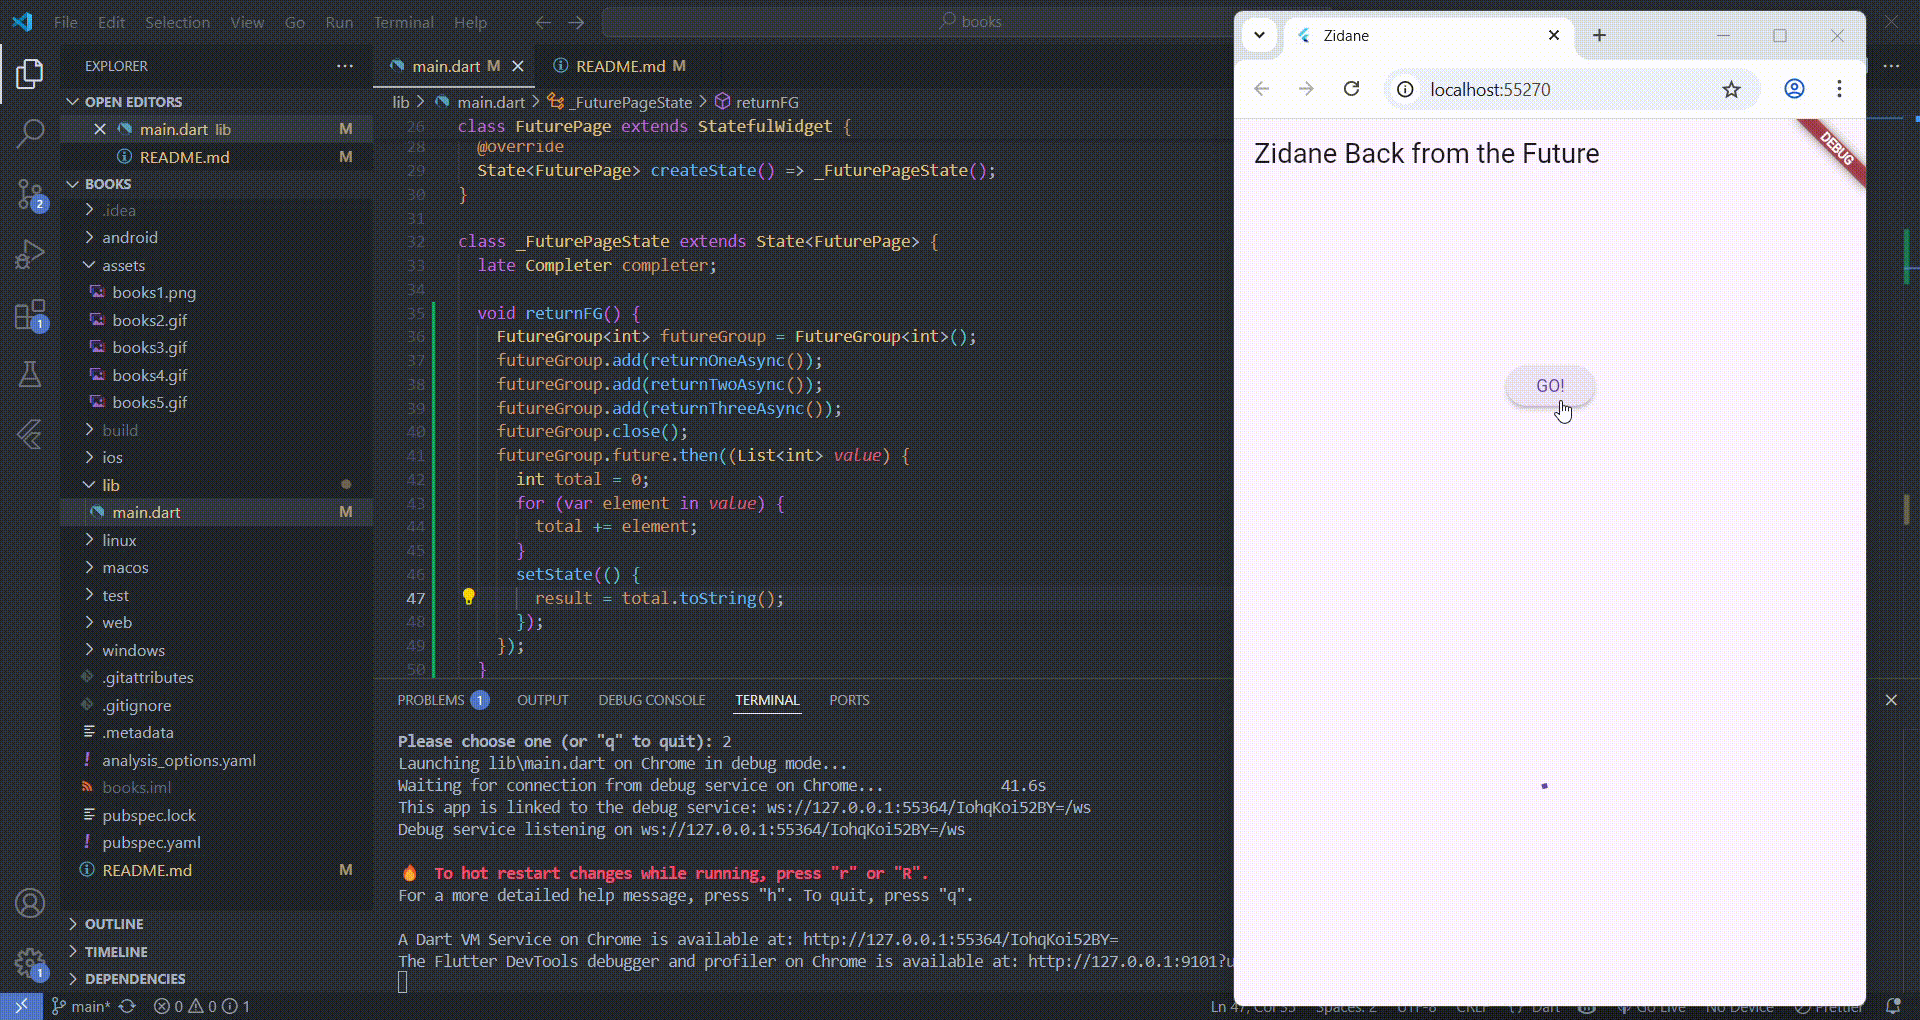 File Edit Selection View Go Run Terminal Help
books
EXPLORER
OPEN EDITORS
main.dart lib M
README.md M
BOOKS
.idea
android
assets
books1.png
books2.gif
books3.gif
books4.gif
books5.gif
build
ios
lib
main.dart M
linux
macos
test
web
windows
.gitattributes
.gitignore
.metadata
analysis_options.yaml
books.iml
pubspec.lock
pubspec.yaml
README.md M
OUTLINE
TIMELINE
DEPENDENCIES
2
1
1
main.dart M
README.md M
lib > main.dart > _FuturePageState > returnFG
26 class FuturePage extends StatefulWidget {
28 @override
29 State<FuturePage> createState() => _FuturePageState();
30 }
31
32 class _FuturePageState extends State<FuturePage> {
33 late Completer completer;
34
35 void returnFG() {
36 FutureGroup<int> futureGroup = FutureGroup<int>();
37 futureGroup.add(returnOneAsync());
38 futureGroup.add(returnTwoAsync());
39 futureGroup.add(returnThreeAsync());
40 futureGroup.close();
41 futureGroup.future.then((List<int> value) {
42 int total = 0;
43 for (var element in value) {
44 total += element;
45 }
46 setState(() {
47 result = total.toString();
48 });
49 });
50 }
PROBLEMS 1 OUTPUT DEBUG CONSOLE TERMINAL PORTS
Please choose one (or "q" to quit): 2
Launching lib\main.dart on Chrome in debug mode...
Waiting for connection from debug service on Chrome... 41.6s
This app is linked to the debug service: ws://127.0.0.1:55364/IohqKoi52BY=/ws
Debug service listening on ws://127.0.0.1:55364/IohqKoi52BY=/ws
To hot restart changes while running, press "r" or "R".
For a more detailed help message, press "h". To quit, press "q".
A Dart VM Service on Chrome is available at: http://127.0.0.1:55364/IohqKoi52BY=
The Flutter DevTools debugger and profiler on Chrome is available at: http://127.0.0.1:9101?u
main* 0 0 1
Zidane
localhost:55270
Zidane Back from the Future
DEBUG
GO!